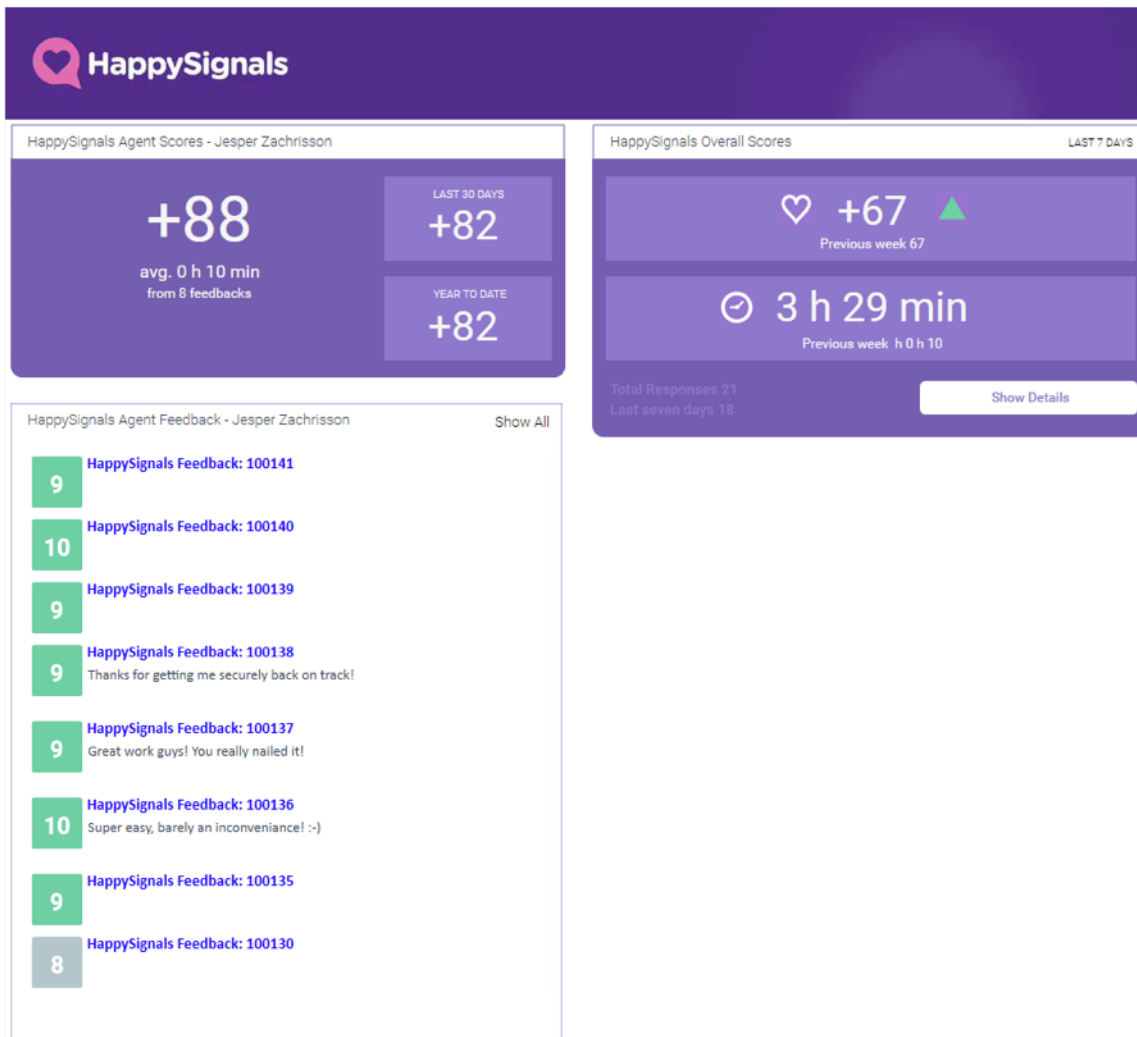 HappySignals
HappySignals Agent Scores - Jesper Zachrisson
+88
avg. 0 h 10 min
from 8 feedbacks
LAST 30 DAYS
+82
YEAR TO DATE
+82
HappySignals Overall Scores
LAST 7 DAYS
+67
Previous week 67
3 h 29 min
Previous week h 0 h 10
Total Responses 21
Last seven days 18
Show Details
HappySignals Agent Feedback - Jesper Zachrisson
Show All
9
HappySignals Feedback: 100141
10
HappySignals Feedback: 100140
9
HappySignals Feedback: 100139
9
HappySignals Feedback: 100138
Thanks for getting me securely back on track!
9
HappySignals Feedback: 100137
Great work guys! You really nailed it!
10
HappySignals Feedback: 100136
Super easy, barely an inconveniance! :-)
9
HappySignals Feedback: 100135
8
HappySignals Feedback: 100130